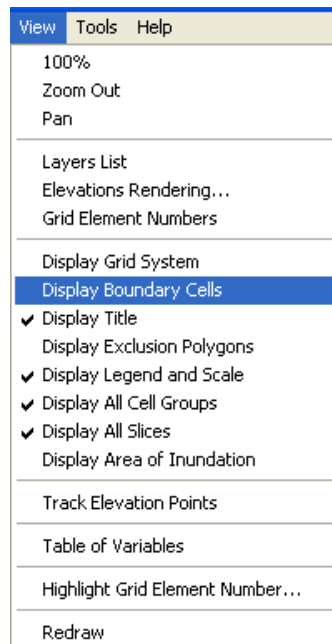 View Tools Help
100%
Zoom Out
Pan
Layers List
Elevations Rendering...
Grid Element Numbers
Display Grid System
Display Boundary Cells
✔ Display Title
Display Exclusion Polygons
✔ Display Legend and Scale
✔ Display All Cell Groups
✔ Display All Slices
Display Area of Inundation
Track Elevation Points
Table of Variables
Highlight Grid Element Number...
Redraw